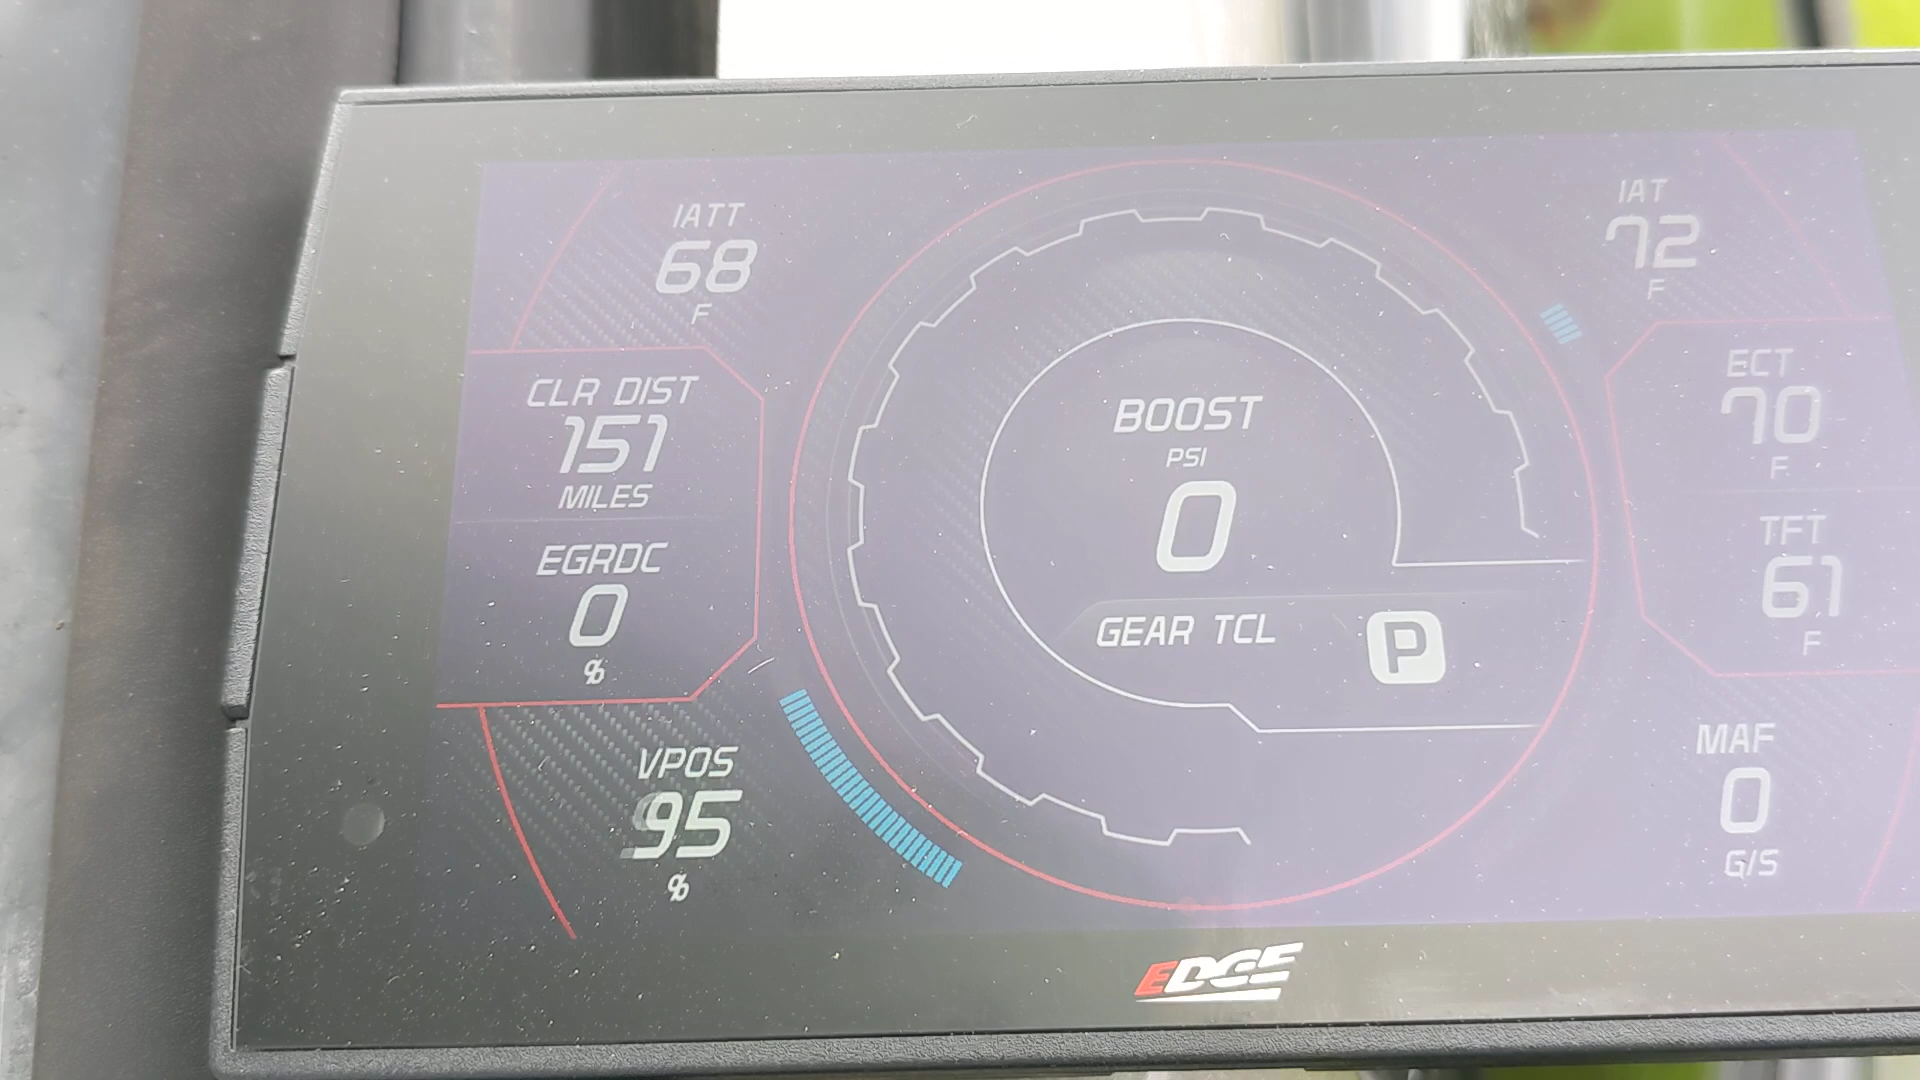 IATT
68
F
CLR DIST
151
MILES
EGRDC
0
%
VPOS
95
%
BOOST
PSI
0
GEAR TCL
P
IAT
72
F
ECT
70
F
TFT
61
F
MAF
0
G/S
EDGE